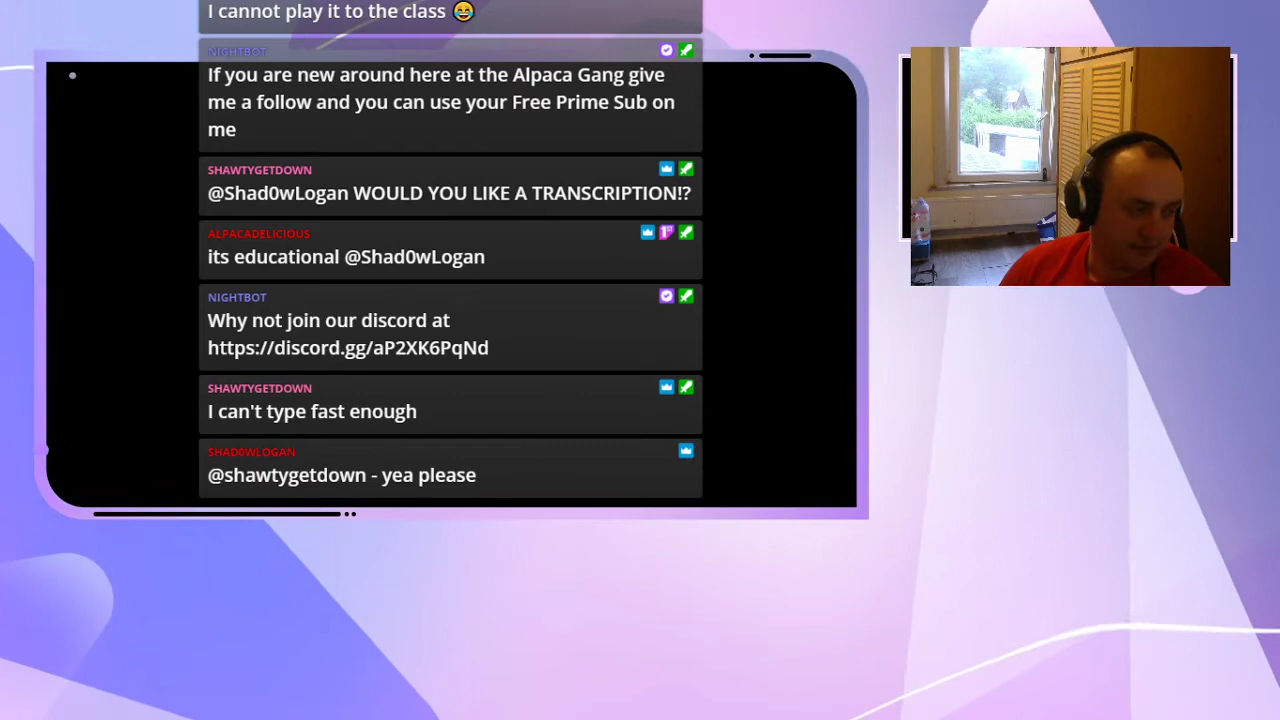 I cannot play it to the class 😂
NIGHTBOT
If you are new around here at the Alpaca Gang give
me a follow and you can use your Free Prime Sub on
me
SHAWTYGETDOWN
@Shad0wLogan WOULD YOU LIKE A TRANSCRIPTION!?
ALPACADELICIOUS
its educational @Shad0wLogan
NIGHTBOT
Why not join our discord at
https://discord.gg/aP2XK6PqNd
SHAWTYGETDOWN
I can't type fast enough
SHAD0WLOGAN
@shawtygetdown - yea please